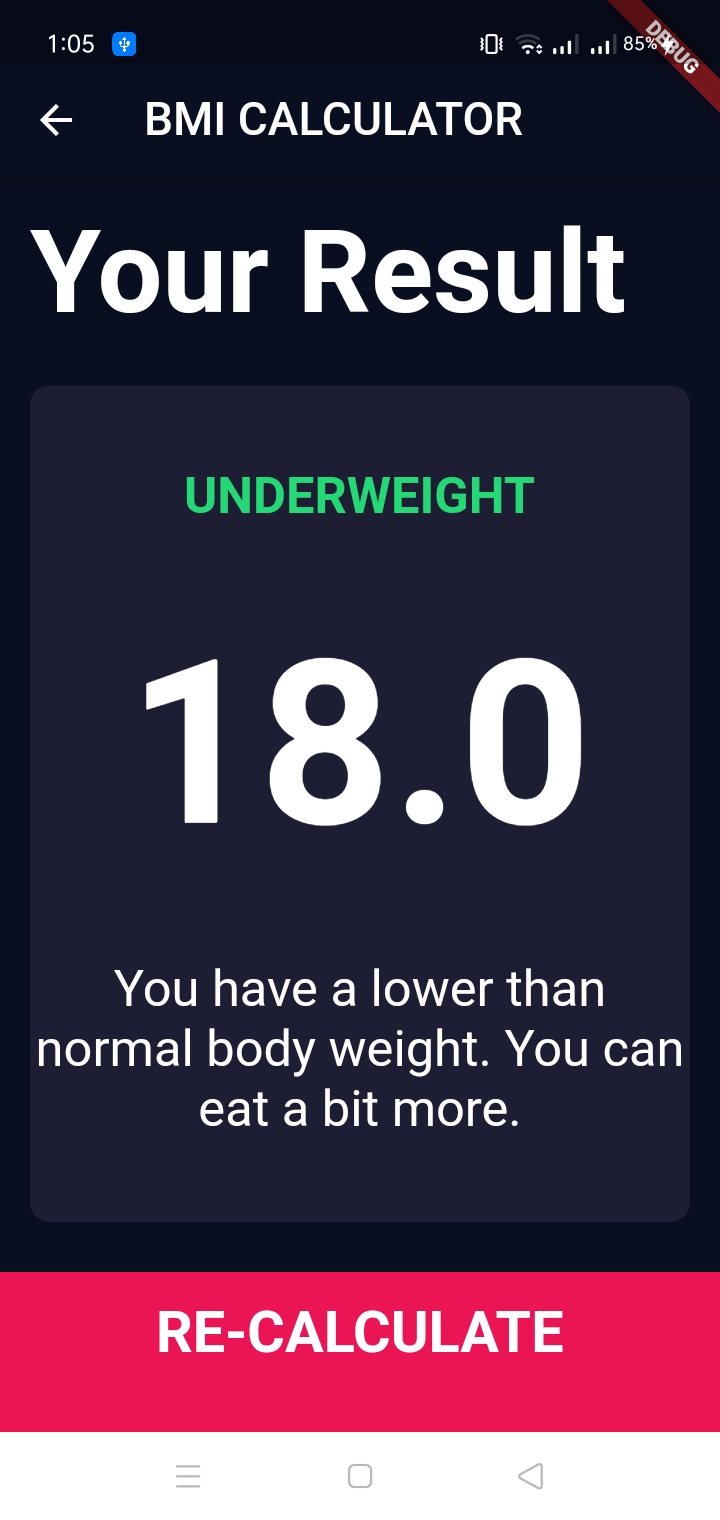 1:05
85%
DEBUG
BMI CALCULATOR
Your Result
UNDERWEIGHT
18.0
You have a lower than
normal body weight. You can
eat a bit more.
RE-CALCULATE